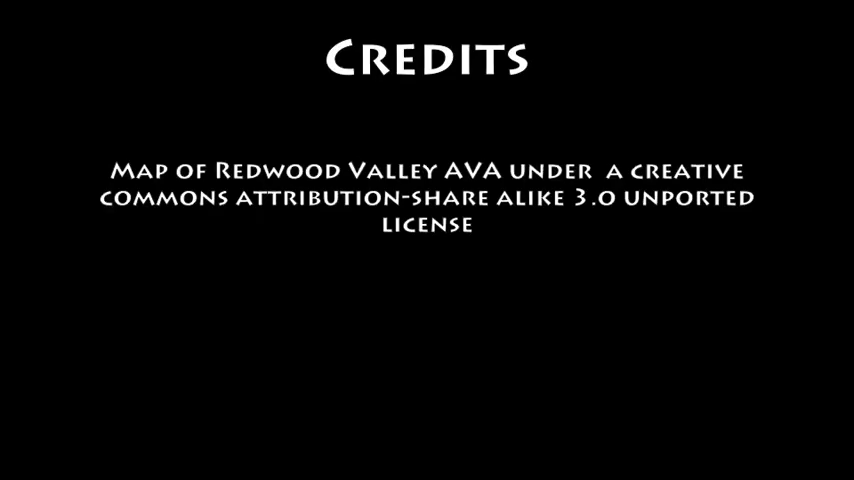 Credits
Map of Redwood Valley AVA under a creative
commons attribution-share alike 3.0 unported
license